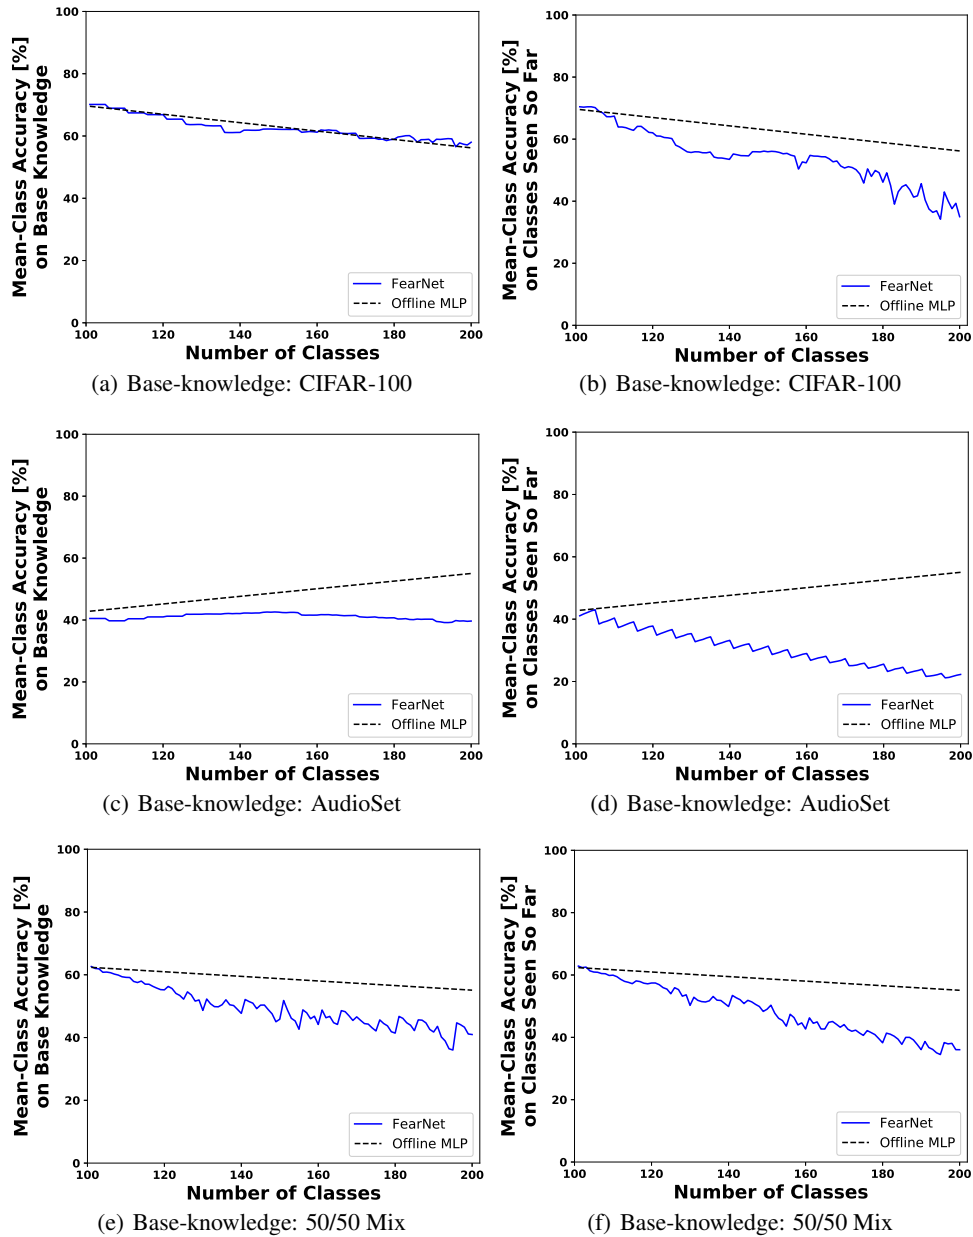 Mean-Class Accuracy [%]
on Base Knowledge
100
80
60
40
20
0
FearNet
Offline MLP
100 120 140 160 180 200
Number of Classes
(a) Base-knowledge: CIFAR-100
Mean-Class Accuracy [%]
on Classes Seen So Far
100
80
60
40
20
0
FearNet
Offline MLP
100 120 140 160 180 200
Number of Classes
(b) Base-knowledge: CIFAR-100
Mean-Class Accuracy [%]
on Base Knowledge
100
80
60
40
20
0
FearNet
Offline MLP
100 120 140 160 180 200
Number of Classes
(c) Base-knowledge: AudioSet
Mean-Class Accuracy [%]
on Classes Seen So Far
100
80
60
40
20
0
FearNet
Offline MLP
100 120 140 160 180 200
Number of Classes
(d) Base-knowledge: AudioSet
Mean-Class Accuracy [%]
on Base Knowledge
100
80
60
40
20
0
FearNet
Offline MLP
100 120 140 160 180 200
Number of Classes
(e) Base-knowledge: 50/50 Mix
Mean-Class Accuracy [%]
on Classes Seen So Far
100
80
60
40
20
0
FearNet
Offline MLP
100 120 140 160 180 200
Number of Classes
(f) Base-knowledge: 50/50 Mix